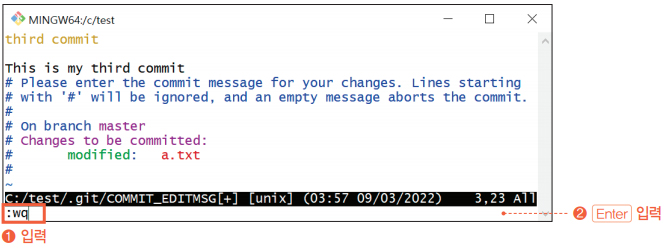 MINGW64:/c/test
third commit
This is my third commit
# Please enter the commit message for your changes. Lines starting
# with '#' will be ignored, and an empty message aborts the commit.
#
# On branch master
# Changes to be committed:
#       modified:   a.txt
#
~
C:/test/.git/COMMIT_EDITMSG[+] [unix] (03:57 09/03/2022)    3,23 All
:wq
❷ Enter 입력
❶ 입력